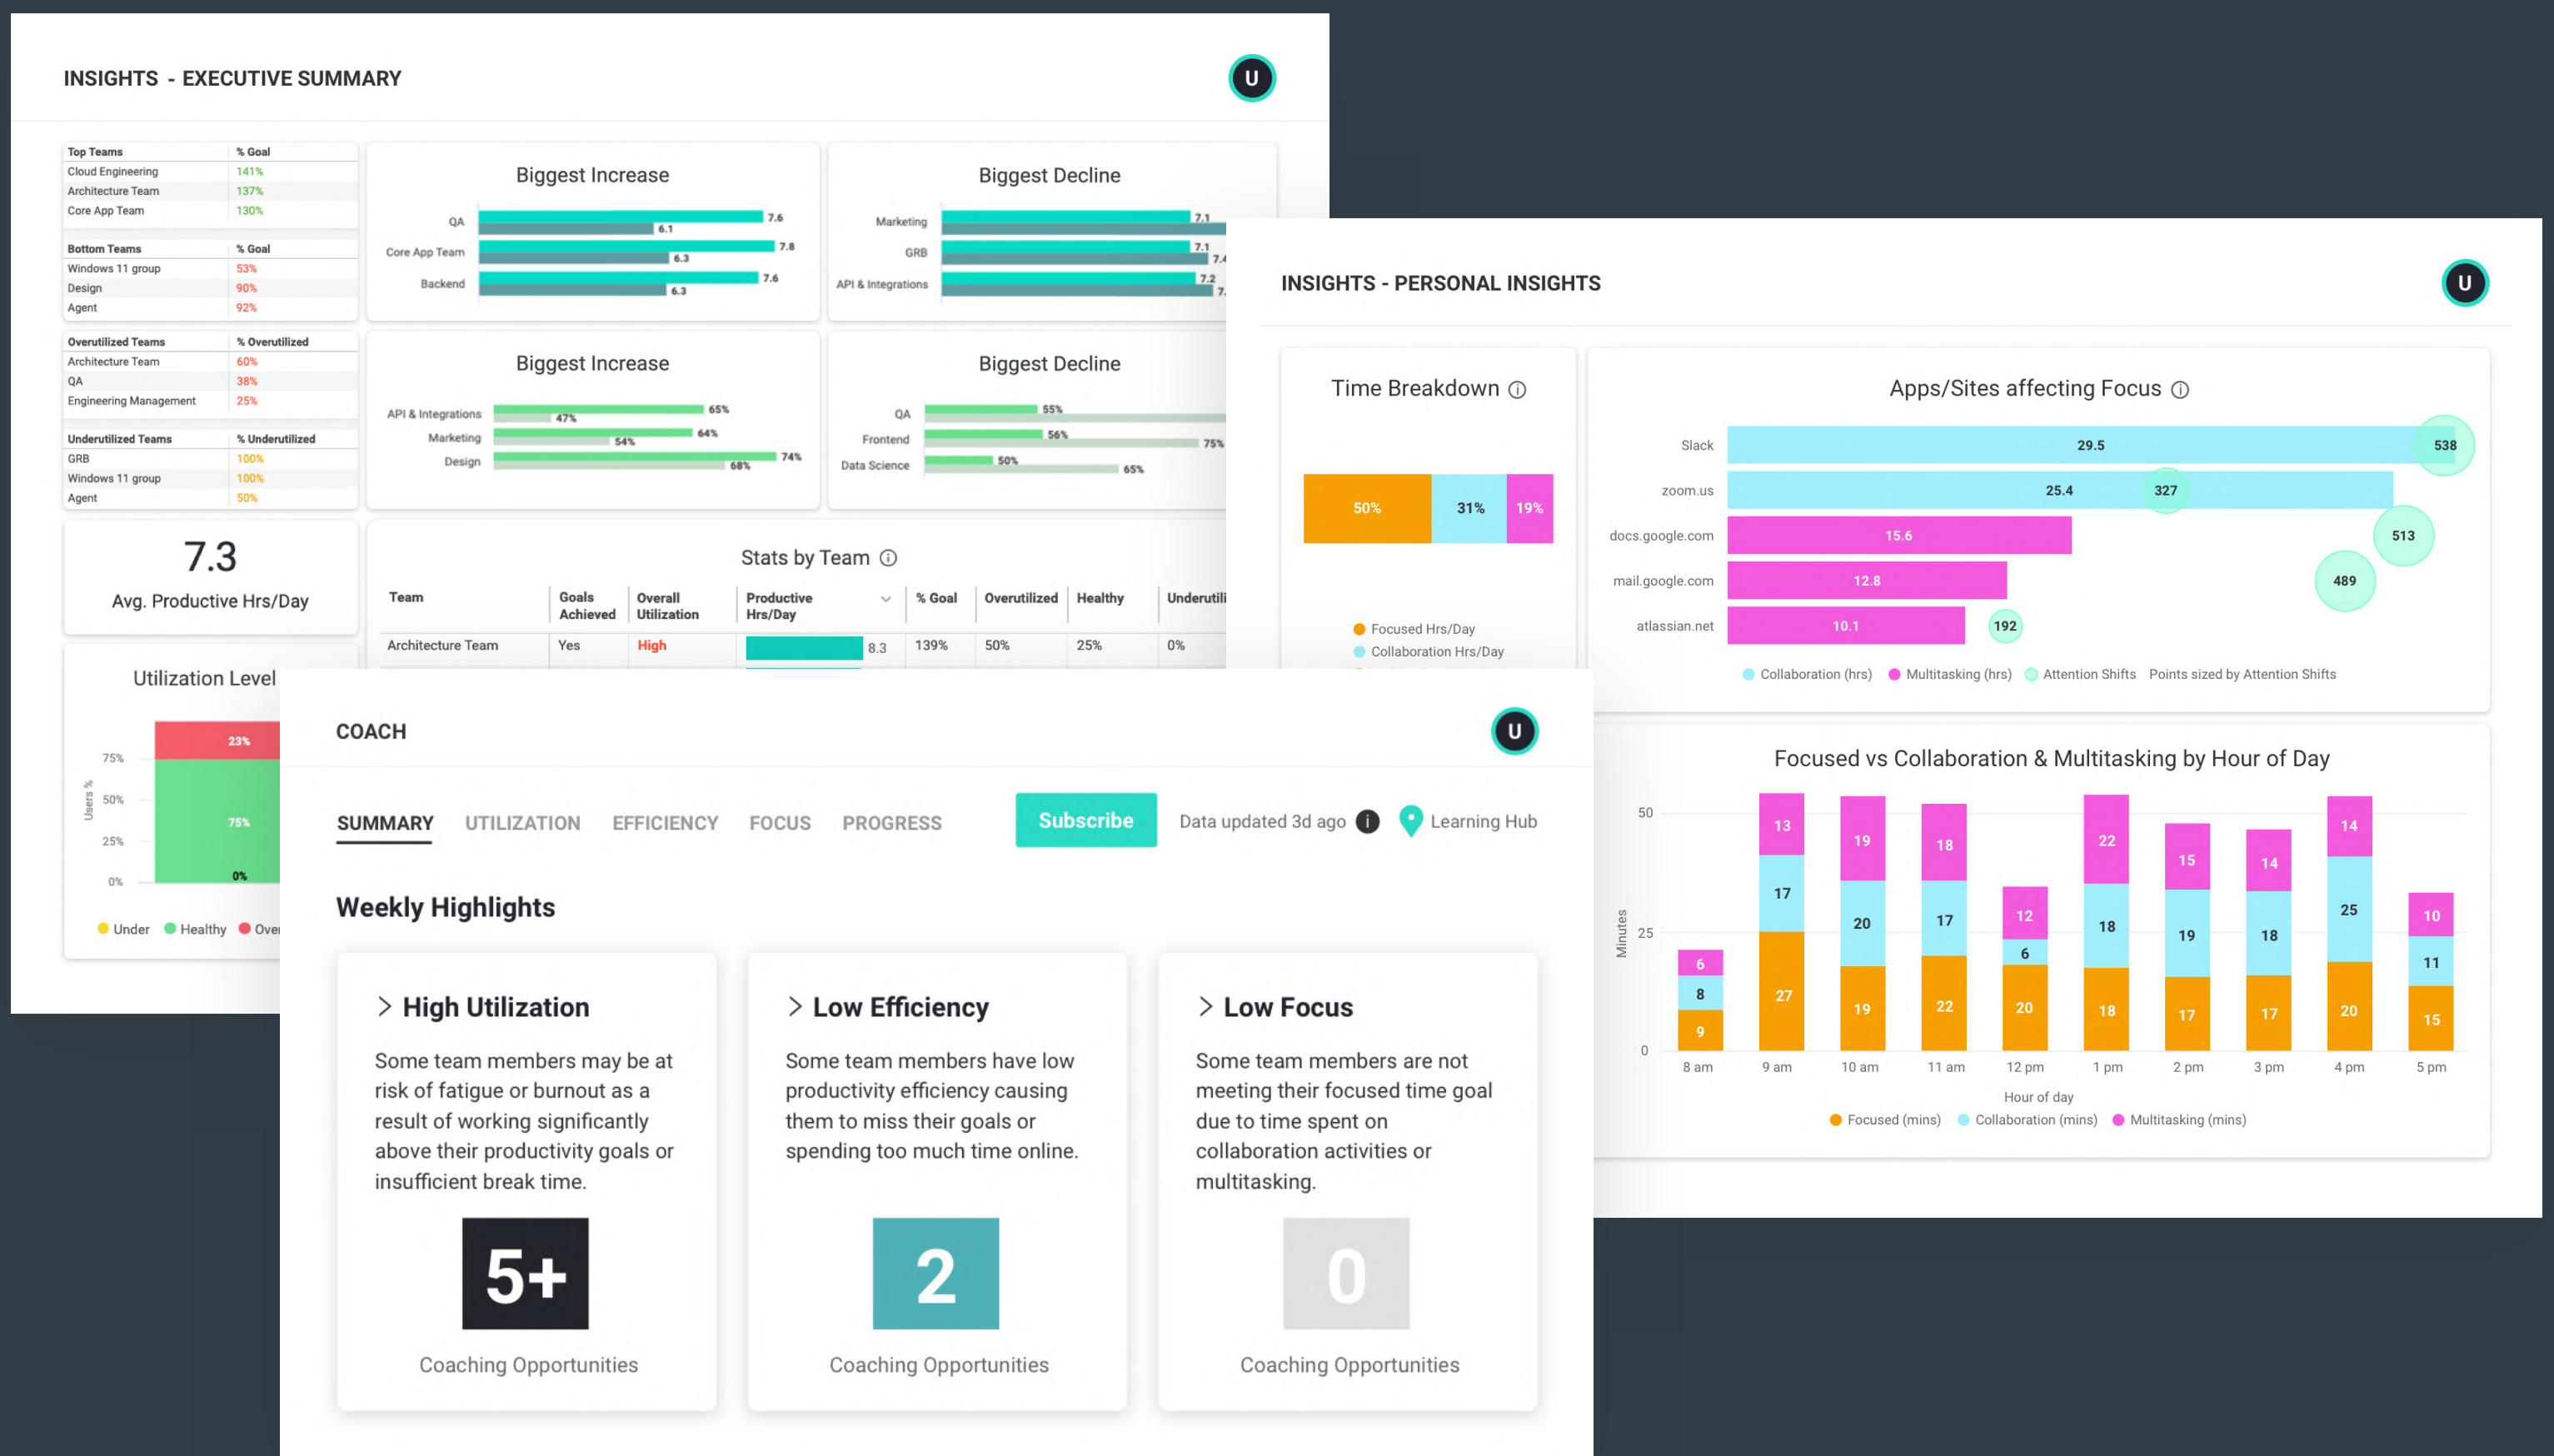 INSIGHTS - EXECUTIVE SUMMARY
U
Top Teams % Goal
Cloud Engineering 141%
Architecture Team 137%
Core App Team 130%
Bottom Teams % Goal
Windows 11 group 53%
Design 90%
Agent 92%
Overutilized Teams % Overutilized
Architecture Team 60%
QA 38%
Engineering Management 25%
Underutilized Teams % Underutilized
GRB 100%
Windows 11 group 100%
Agent 50%
Biggest Increase
QA 7.6
6.1
Core App Team 7.8
6.3
Backend 7.6
6.3
Biggest Decline
Marketing 7.1
GRB 7.1
7.4
API & Integrations 7.2
7.
Biggest Increase
API & Integrations 65%
47%
Marketing 64%
54%
Design 74%
68%
Biggest Decline
QA 55%
Frontend 56%
75%
Data Science 50%
65%
7.3
Avg. Productive Hrs/Day
Stats by Team
Team Goals Achieved Overall Utilization Productive Hrs/Day % Goal Overutilized Healthy Underutili
Architecture Team Yes High 8.3 139% 50% 25% 0%
Utilization Level
Users %
75%
50%
25%
0%
23%
75%
0%
Under Healthy Over
INSIGHTS - PERSONAL INSIGHTS
U
Time Breakdown
50% 31% 19%
Focused Hrs/Day
Collaboration Hrs/Day
Apps/Sites affecting Focus
Slack 29.5 538
zoom.us 25.4 327
docs.google.com 15.6 513
mail.google.com 12.8 489
atlassian.net 10.1 192
Collaboration (hrs) Multitasking (hrs) Attention Shifts Points sized by Attention Shifts
Focused vs Collaboration & Multitasking by Hour of Day
Minutes
50
25
0
6 8 9
13 17 27
19 20 19
18 17 22
12 6 20
22 18 18
15 19 17
14 18 17
14 25 20
10 11 15
8 am 9 am 10 am 11 am 12 pm 1 pm 2 pm 3 pm 4 pm 5 pm
Hour of day
Focused (mins) Collaboration (mins) Multitasking (mins)
COACH
U
SUMMARY UTILIZATION EFFICIENCY FOCUS PROGRESS Subscribe Data updated 3d ago Learning Hub
Weekly Highlights
High Utilization
Some team members may be at
risk of fatigue or burnout as a
result of working significantly
above their productivity goals or
insufficient break time.
5+
Coaching Opportunities
Low Efficiency
Some team members have low
productivity efficiency causing
them to miss their goals or
spending too much time online.
2
Coaching Opportunities
Low Focus
Some team members are not
meeting their focused time goal
due to time spent on
collaboration activities or
multitasking.
0
Coaching Opportunities